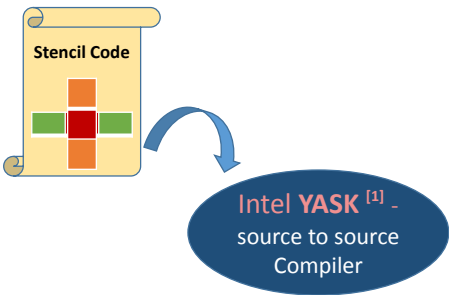 Stencil Code
Intel YASK [1] -
source to source
Compiler